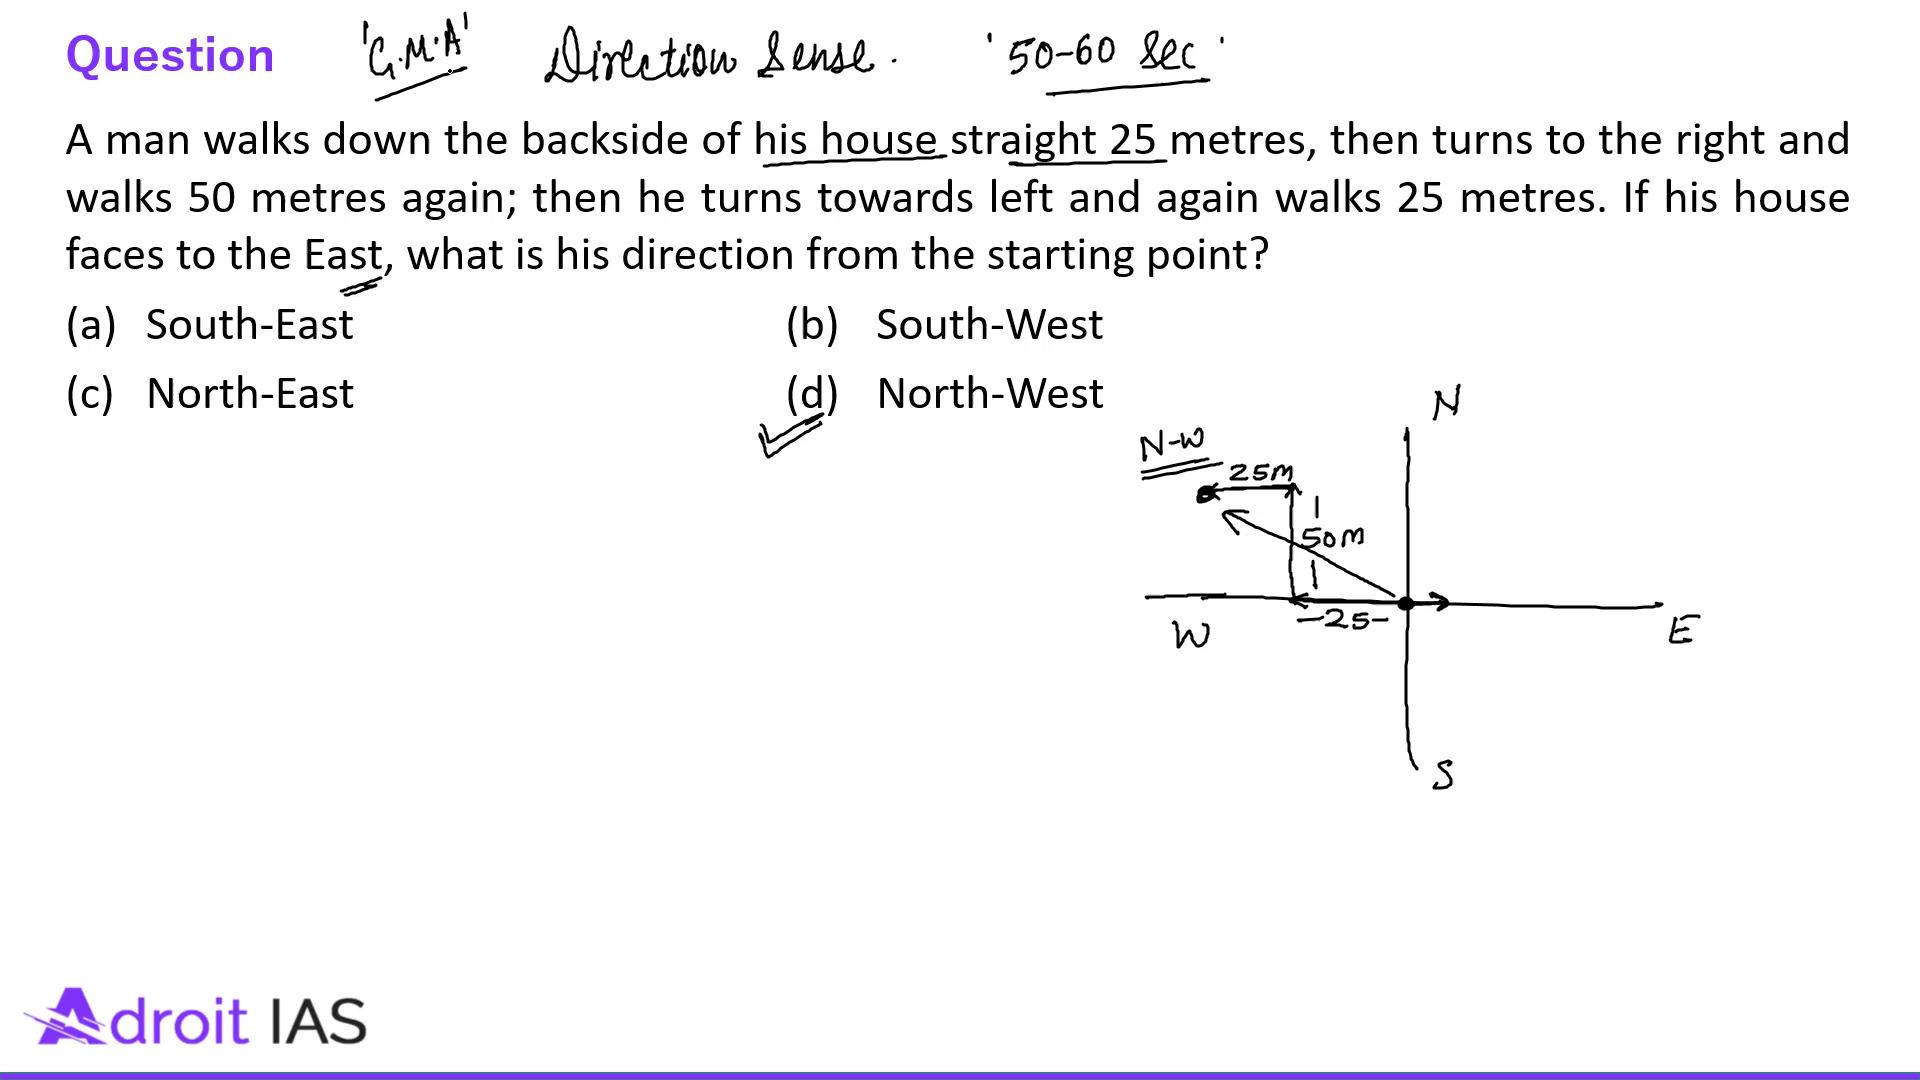 Question 'G.M.A' Direction Sense. '50-60 Sec'
A man walks down the backside of his house straight 25 metres, then turns to the right and
walks 50 metres again; then he turns towards left and again walks 25 metres. If his house
faces to the East, what is his direction from the starting point?
(a) South-East (b) South-West
(c) North-East (d) North-West
N
N-W
25m
50m
-25-
W
E
S
Adroit IAS